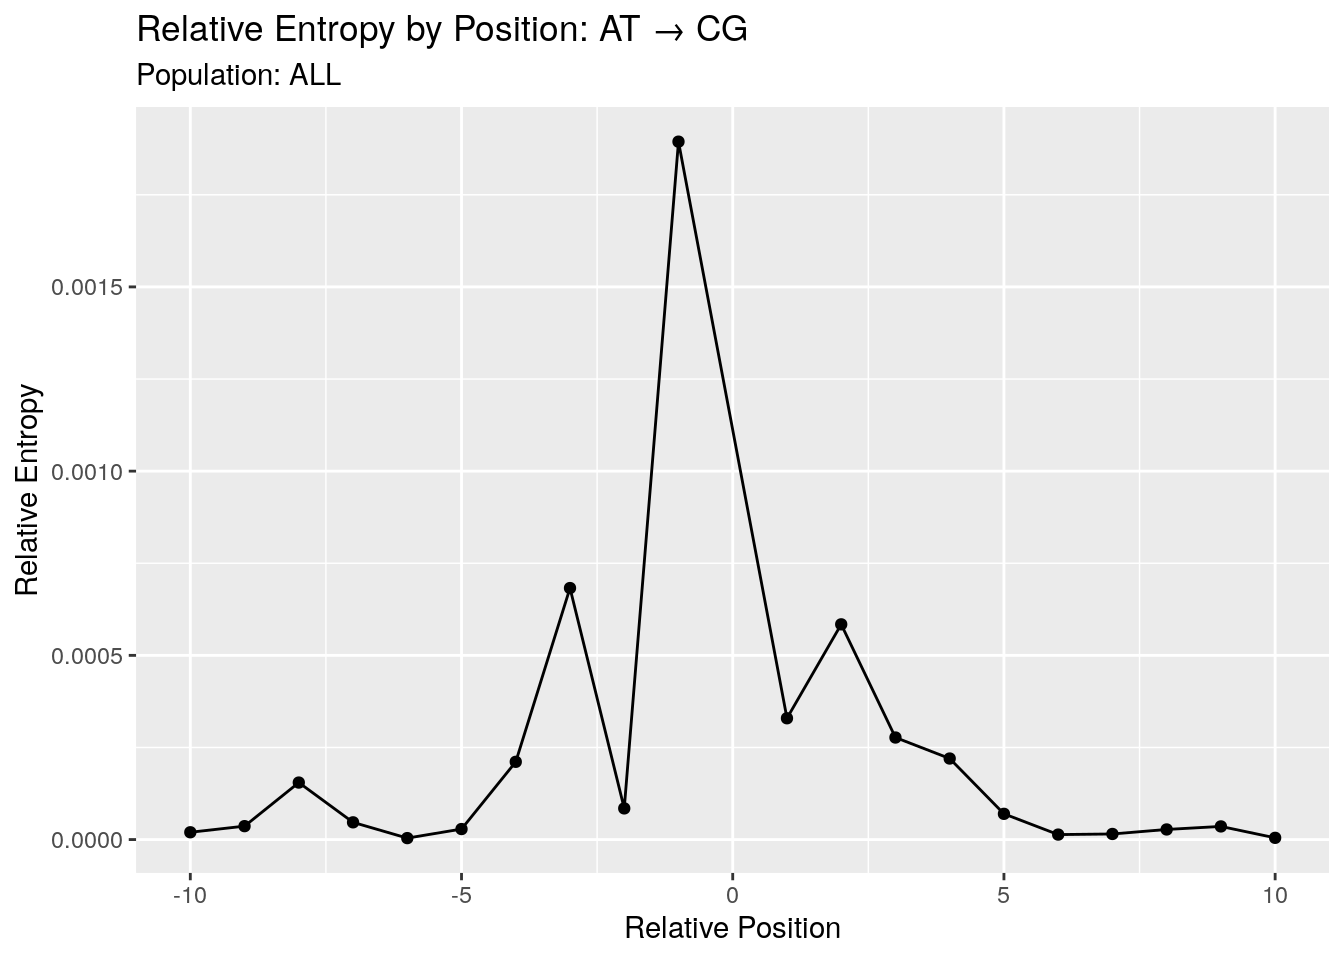 Relative Entropy by Position: AT → CG
Population: ALL
Relative Entropy
0.0015
0.0010
0.0005
0.0000
-10 -5 0 5 10
Relative Position